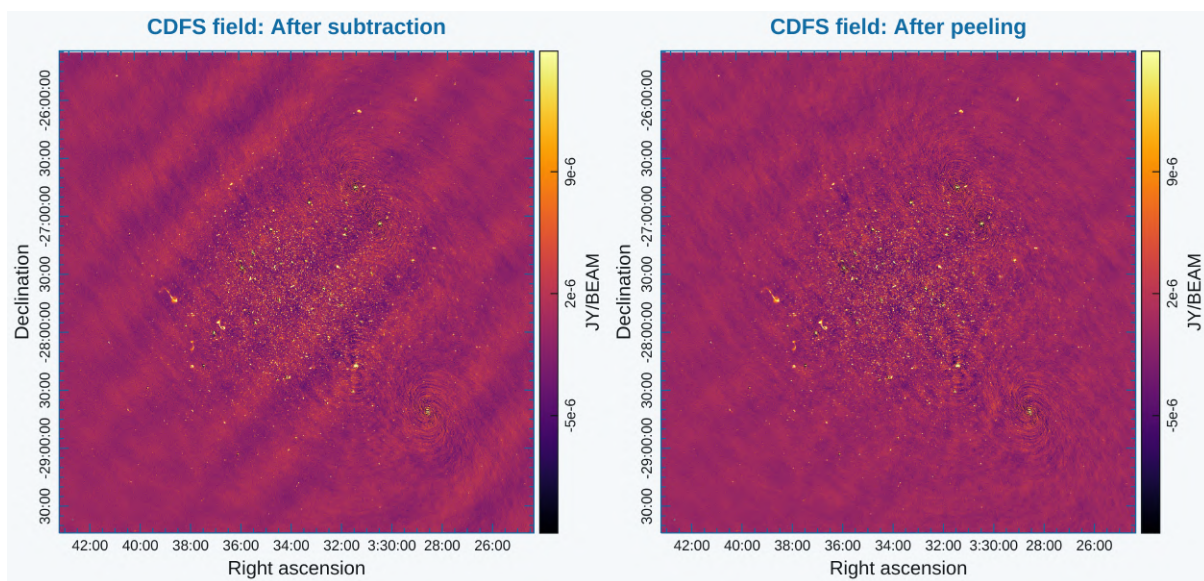 CDFS field: After subtraction
-26:00:00
30:00
-27:00:00
30:00
-28:00:00
30:00
-29:00:00
30:00
Declination
42:00 40:00 38:00 36:00 34:00 32:00 3:30:00 28:00 26:00
Right ascension
9e-6
2e-6
-5e-6
JY/BEAM
CDFS field: After peeling
-26:00:00
30:00
-27:00:00
30:00
-28:00:00
30:00
-29:00:00
30:00
Declination
42:00 40:00 38:00 36:00 34:00 32:00 3:30:00 28:00 26:00
Right ascension
9e-6
2e-6
-5e-6
JY/BEAM